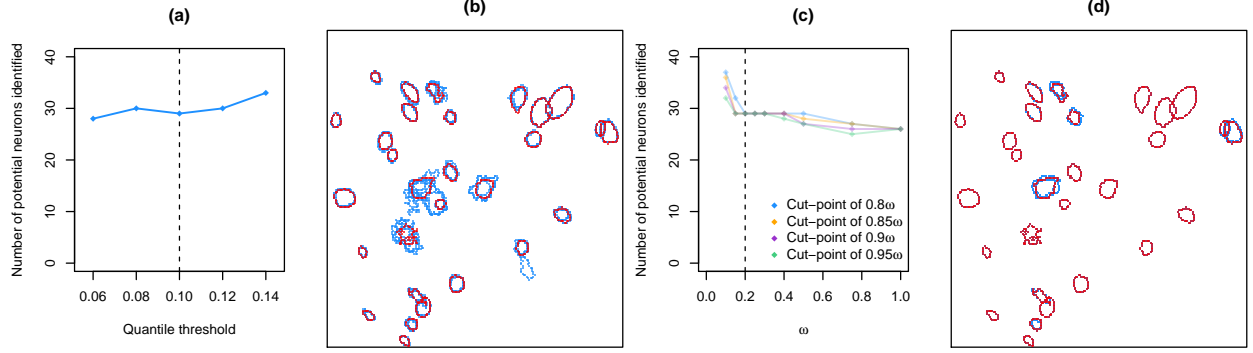 (a)
Number of potential neurons identified
40
30
20
10
0
0.06 0.08 0.10 0.12 0.14
Quantile threshold
(b)
(c)
Number of potential neurons identified
40
30
20
10
0
Cut–point of 0.8ω
Cut–point of 0.85ω
Cut–point of 0.9ω
Cut–point of 0.95ω
0.0 0.2 0.4 0.6 0.8 1.0
ω
(d)